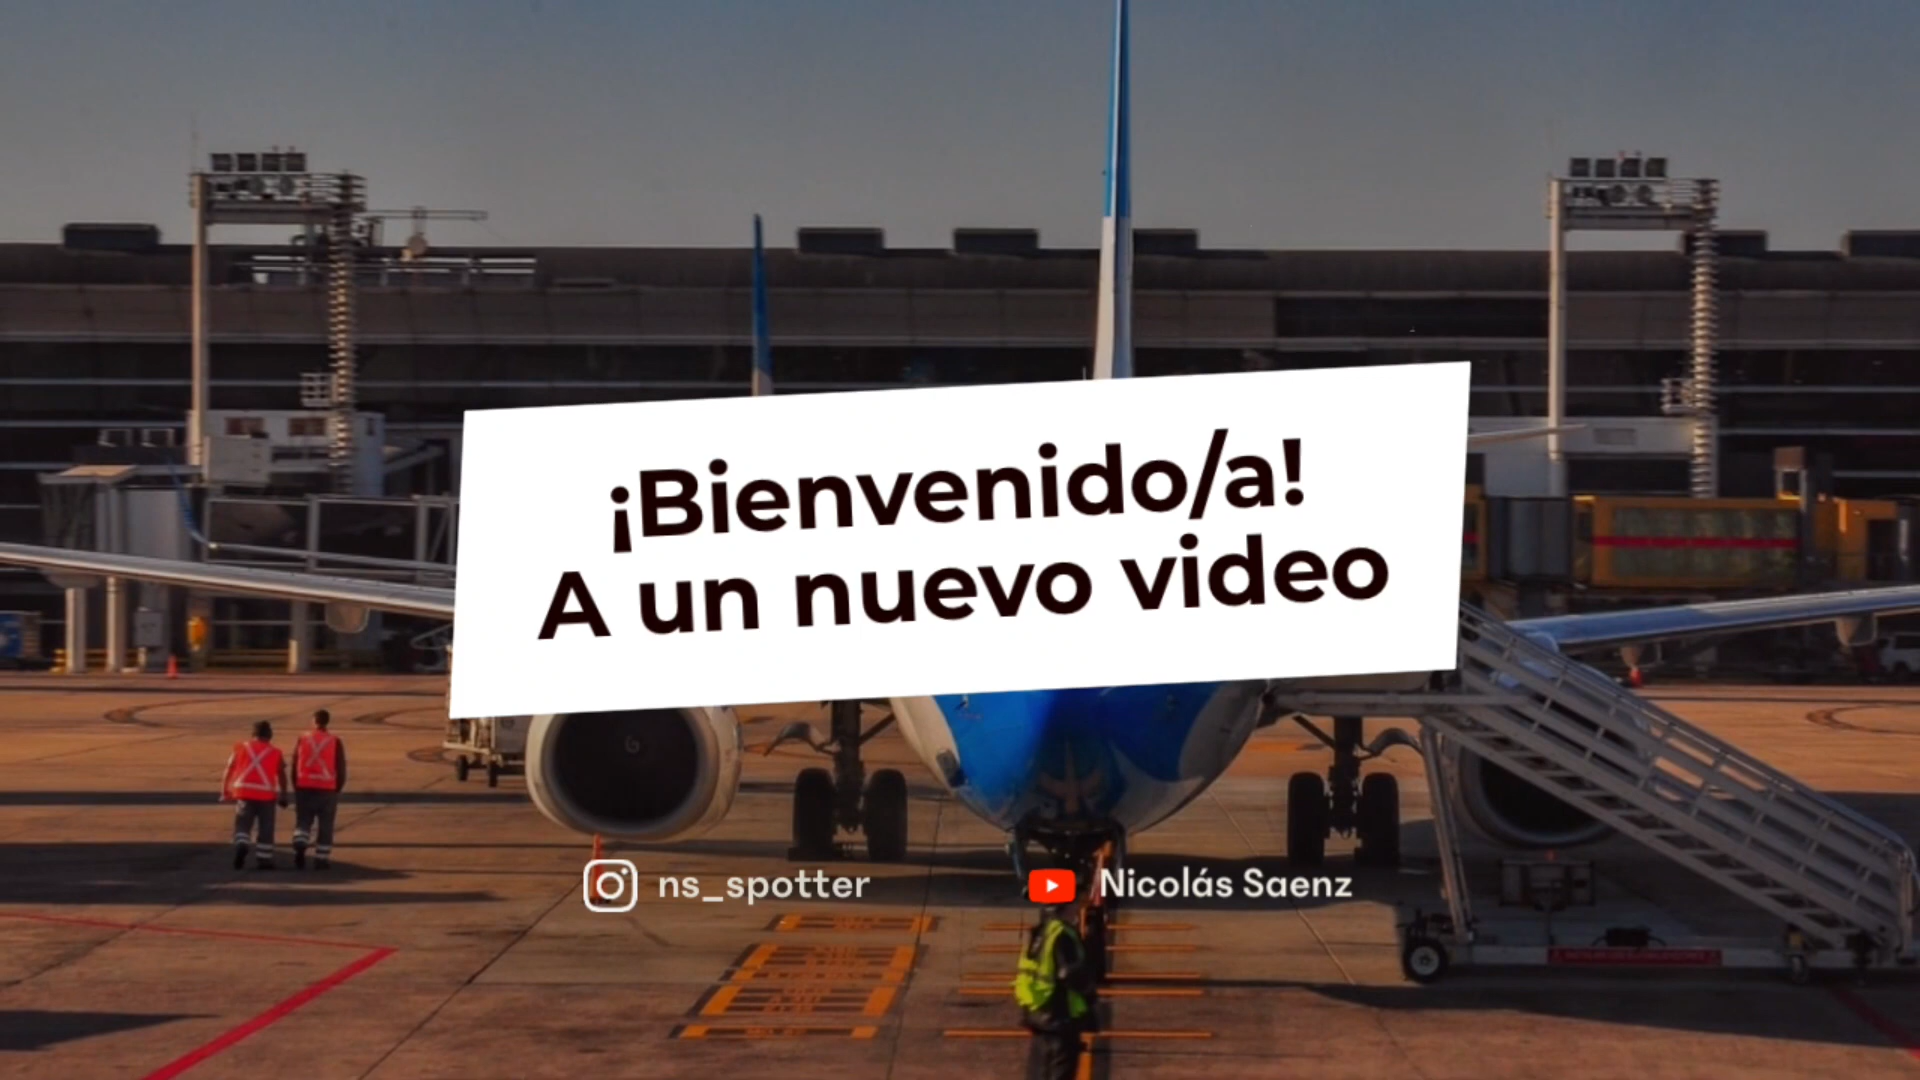 ¡Bienvenido/a!
A un nuevo video
ns_spotter
Nicolás Saenz